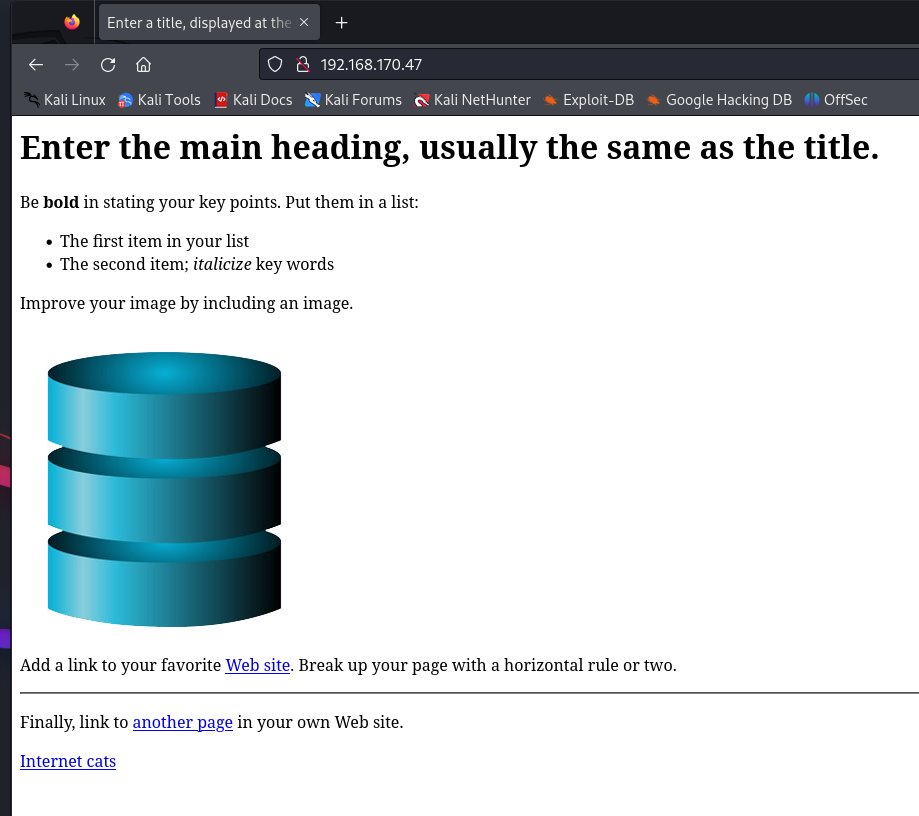 Enter a title, displayed at the
192.168.170.47
Kali Linux Kali Tools Kali Docs Kali Forums Kali NetHunter Exploit-DB Google Hacking DB OffSec
Enter the main heading, usually the same as the title.
Be bold in stating your key points. Put them in a list:
The first item in your list
The second item; italicize key words
Improve your image by including an image.
Add a link to your favorite Web site. Break up your page with a horizontal rule or two.
Finally, link to another page in your own Web site.
Internet cats